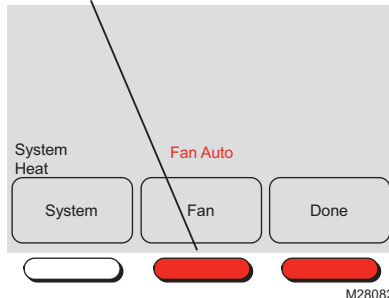 System
Heat
Fan Auto
System
Fan
Done
M28082